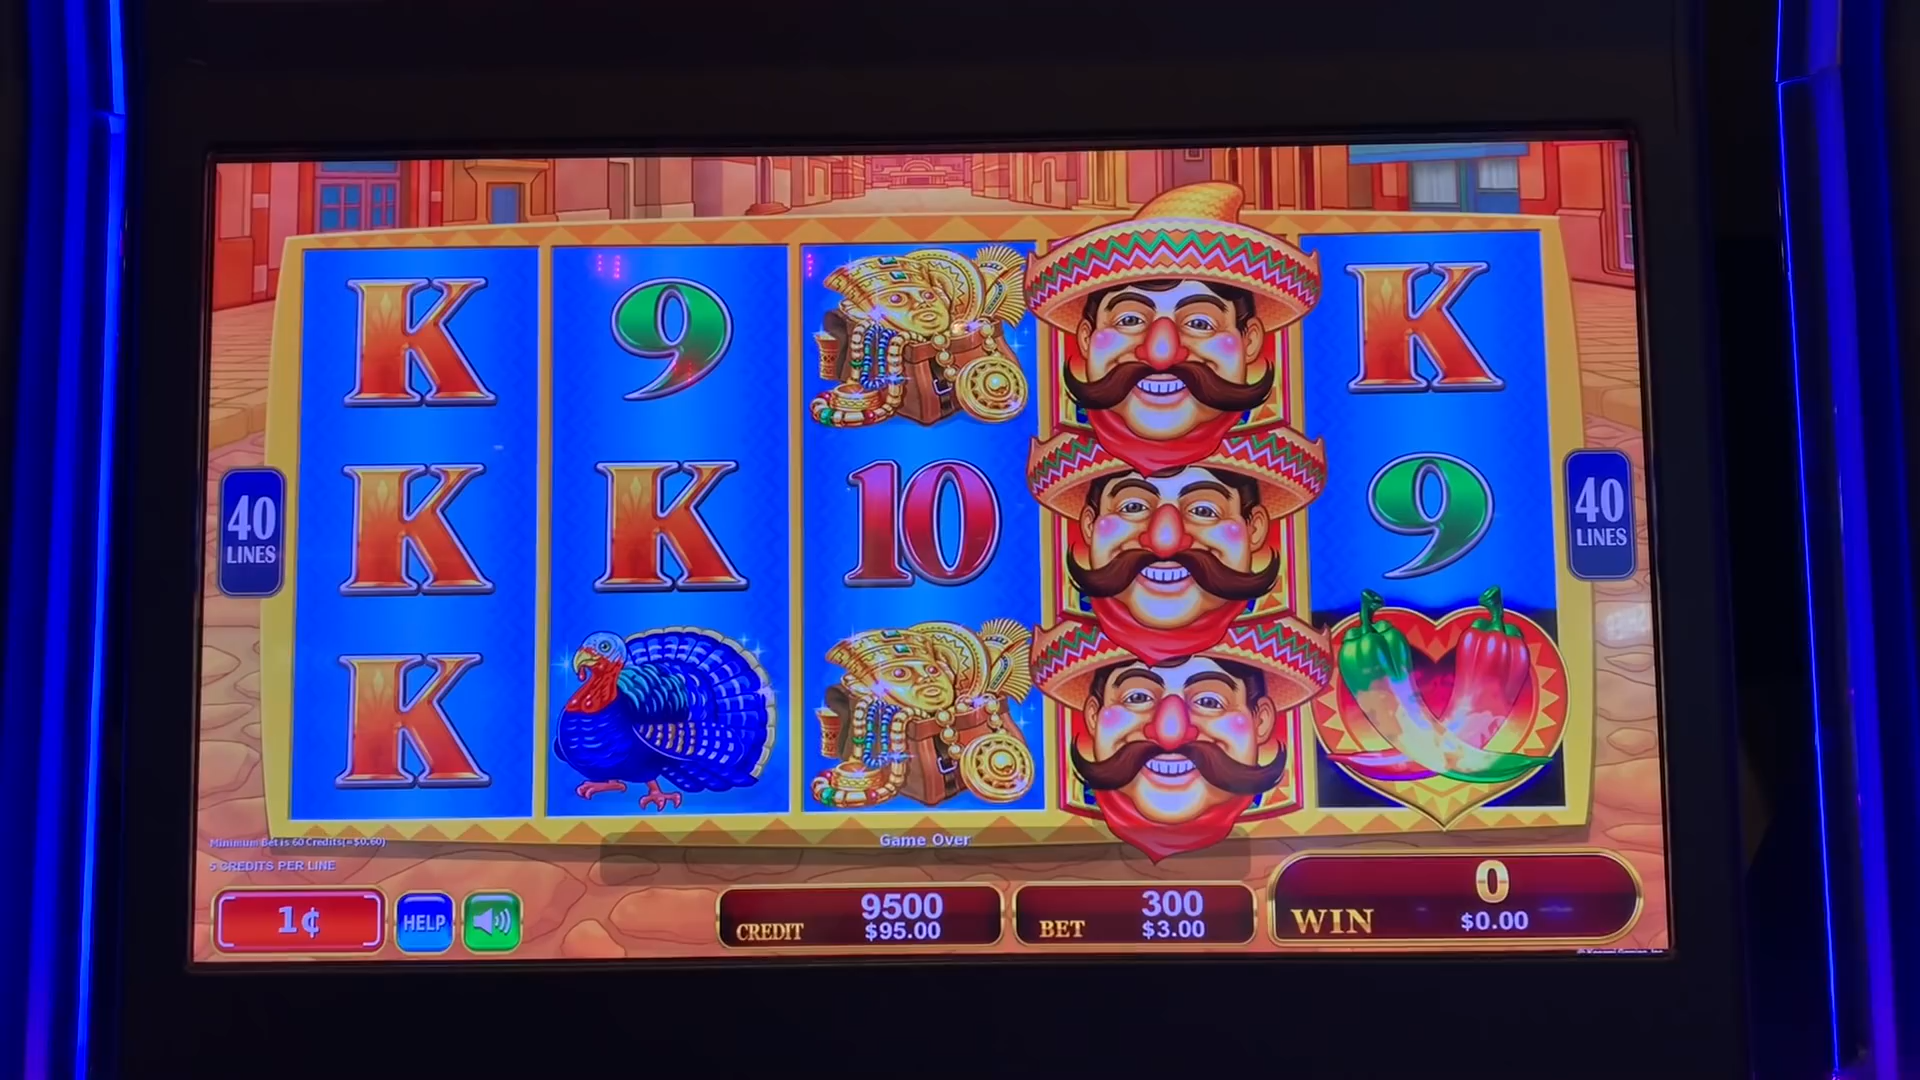 K 9 K
40 LINES K K 10 9 40 LINES
K
Minimum Bet is 60 Credits(=$0.60)
Game Over
5 CREDITS PER LINE
1¢ HELP CREDIT 9500 $95.00 BET 300 $3.00 WIN 0 $0.00